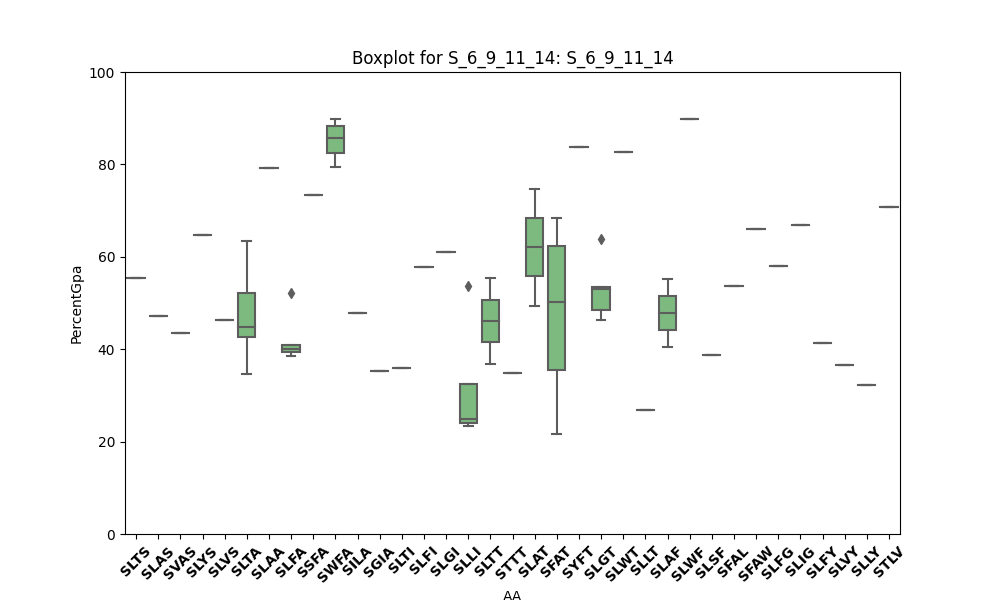 Boxplot for S_6_9_11_14: S_6_9_11_14
100
80
60
40
20
0
PercentGpa
SLTS SLAS SVAS SLYS SLVS SLTA SLAA SLFA SSFA SWFA SILA SGIA SLTI SLFI SLGI SLLI SLTT STTT SLAT SFAT SYFT SLGT SLWT SLLT SLAF SLWF SLSF SFAL SFAW SLFG SLIG SLFY SLVY SLLY STLV
AA